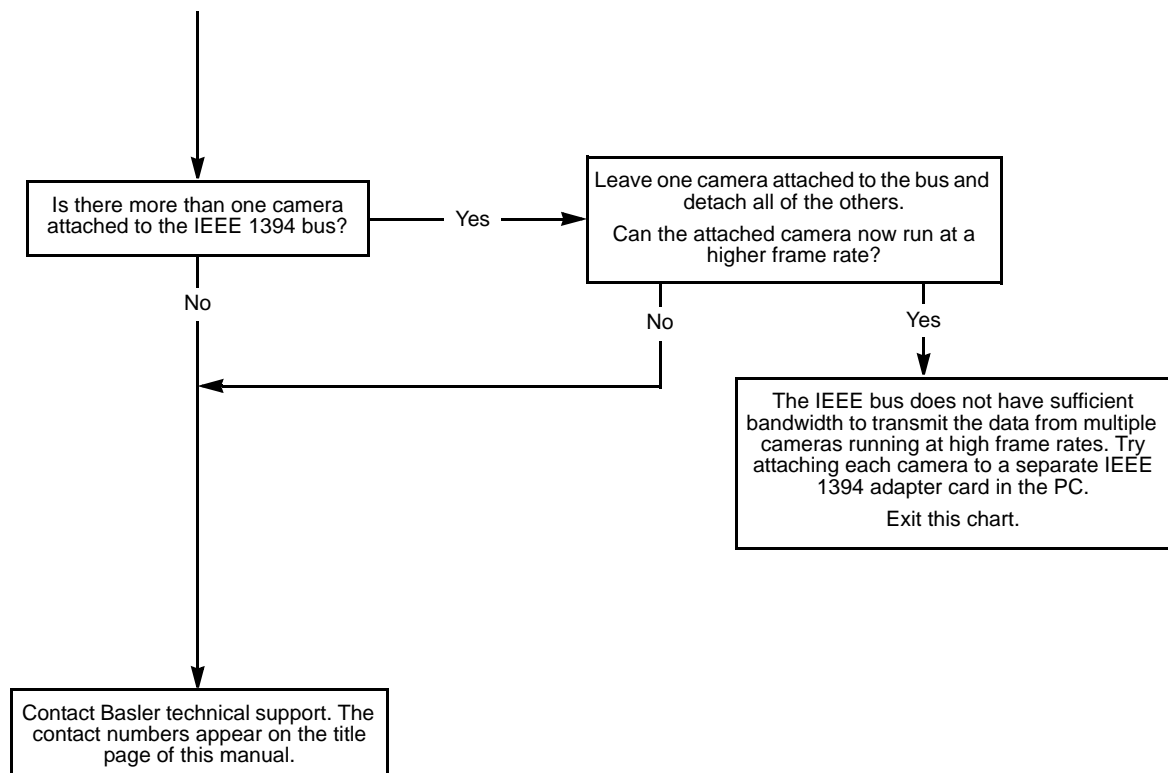 Is there more than one camera
attached to the IEEE 1394 bus?
Yes
Leave one camera attached to the bus and
detach all of the others.
Can the attached camera now run at a
higher frame rate?
No
No
Yes
The IEEE bus does not have sufficient
bandwidth to transmit the data from multiple
cameras running at high frame rates. Try
attaching each camera to a separate IEEE
1394 adapter card in the PC.
Exit this chart.
Contact Basler technical support. The
contact numbers appear on the title
page of this manual.